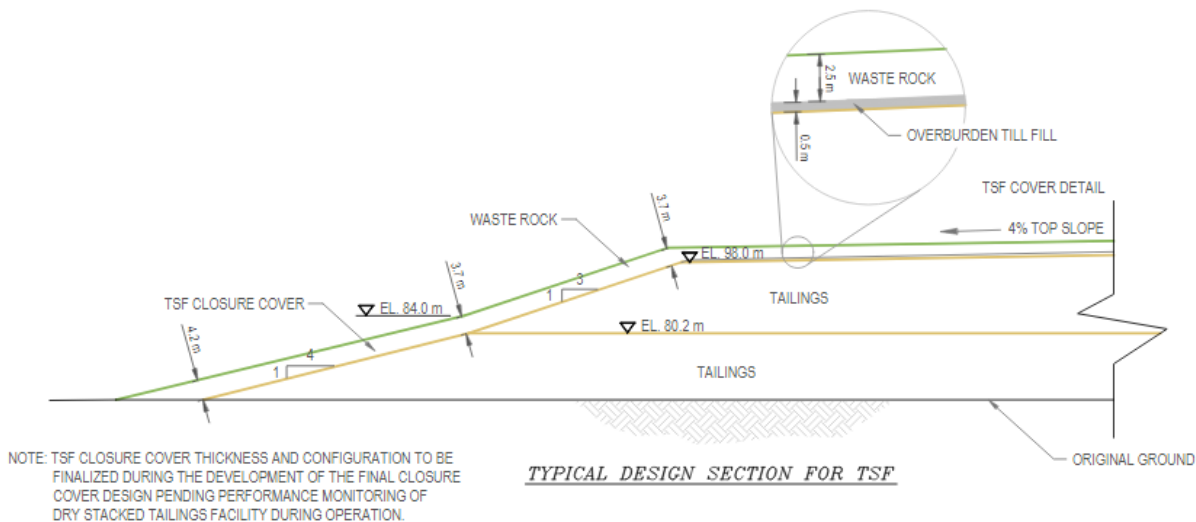 2.5 m
WASTE ROCK
0.5 m
OVERBURDEN TILL FILL
TSF COVER DETAIL
3.7 m
WASTE ROCK
4% TOP SLOPE
EL. 98.0 m
3.7 m
3
1
TAILINGS
TSF CLOSURE COVER
EL. 84.0 m
EL. 80.2 m
4.2 m
4
1
TAILINGS
ORIGINAL GROUND
NOTE: TSF CLOSURE COVER THICKNESS AND CONFIGURATION TO BE
FINALIZED DURING THE DEVELOPMENT OF THE FINAL CLOSURE
COVER DESIGN PENDING PERFORMANCE MONITORING OF
DRY STACKED TAILINGS FACILITY DURING OPERATION.
TYPICAL DESIGN SECTION FOR TSF